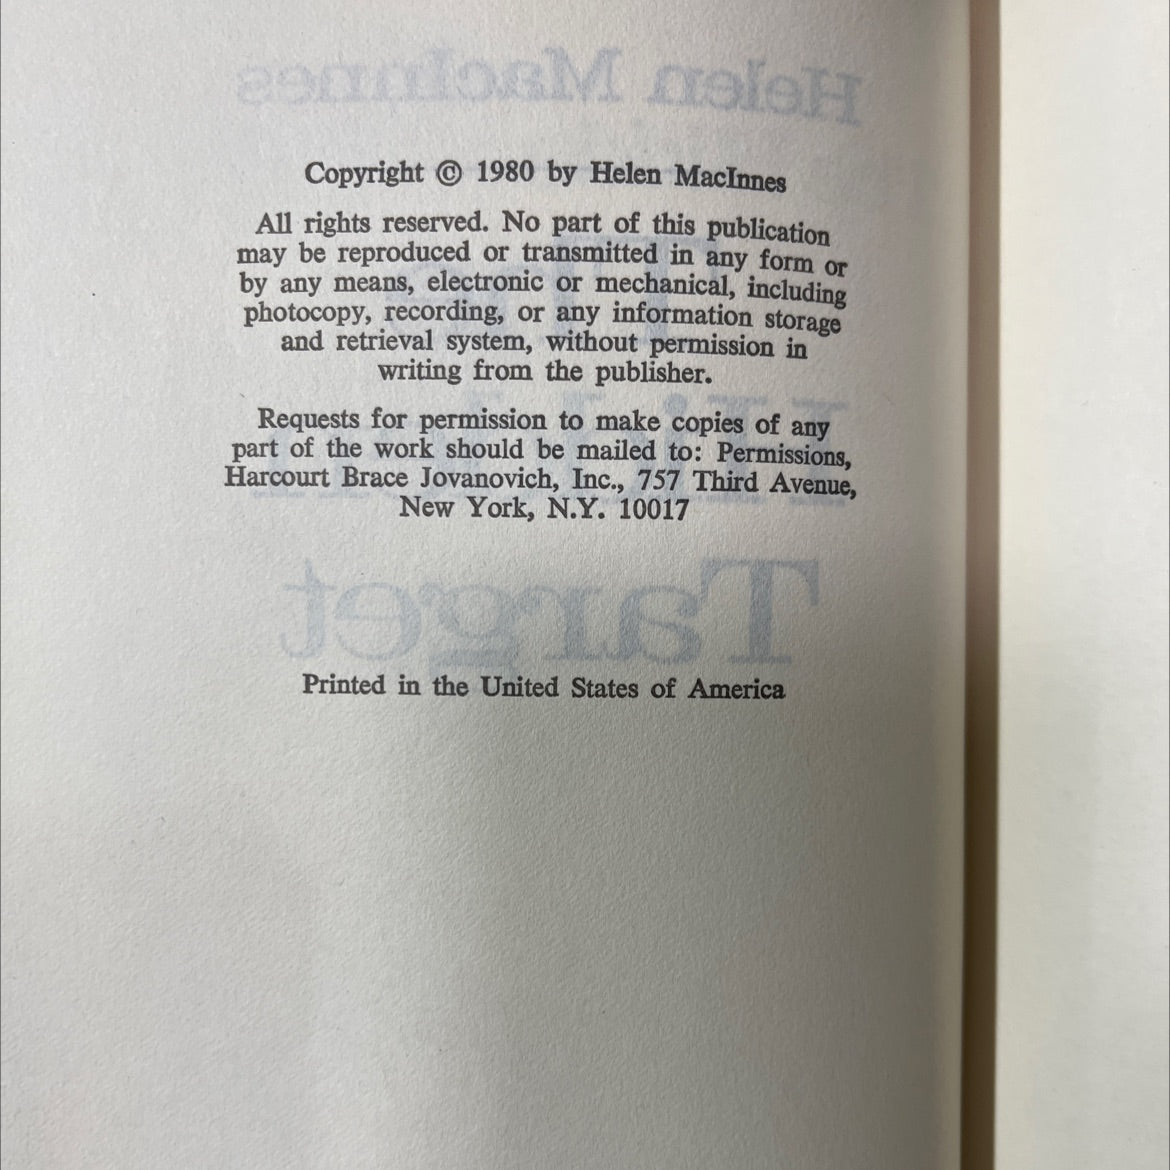 Helen MacInnes
Copyright © 1980 by Helen MacInnes
All rights reserved. No part of this publication
may be reproduced or transmitted in any form or
by any means, electronic or mechanical, including
photocopy, recording, or any information storage
and retrieval system, without permission in
writing from the publisher.
Requests for permission to make copies of any
part of the work should be mailed to: Permissions,
Harcourt Brace Jovanovich, Inc., 757 Third Avenue,
New York, N.Y. 10017
Target
Printed in the United States of America